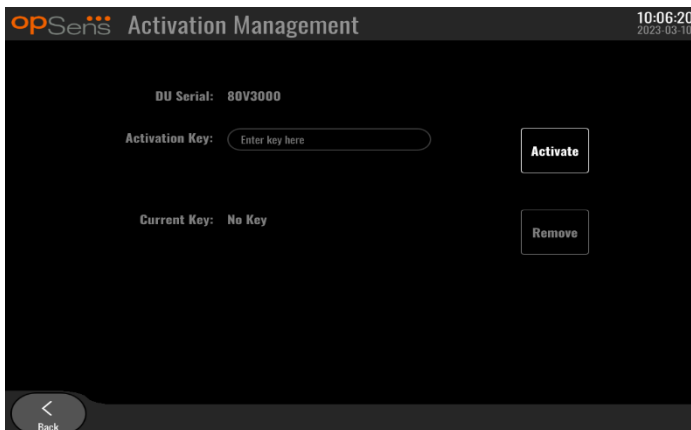 opSens Activation Management
10:06:20
2023-03-10
DU Serial: 80V3000
Activation Key: Enter key here
Activate
Current Key: No Key
Remove
Back